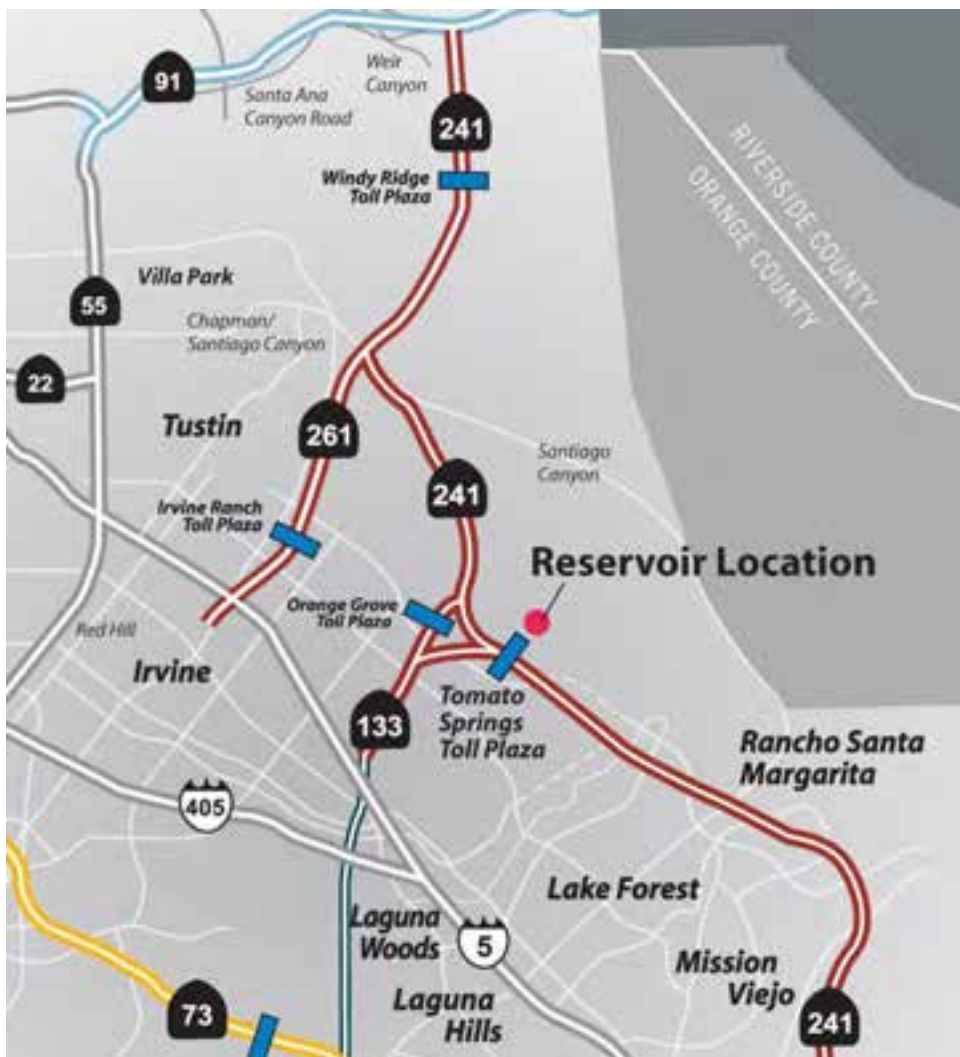 Weir
Canyon
91
Santa Ana
Canyon Road
241
Windy Ridge
Toll Plaza
RIVERSIDE COUNTY
ORANGE COUNTY
Villa Park
55
Chapman/
Santiago Canyon
22
Tustin
261
Santiago
Canyon
241
Irvine Ranch
Toll Plaza
Reservoir Location
Orange Grove
Toll Plaza
Red Hill
Irvine
133
Tomato
Springs
Toll Plaza
Rancho Santa
Margarita
405
Lake Forest
Laguna
Woods
5
Mission
Viejo
Laguna
Hills
73
241